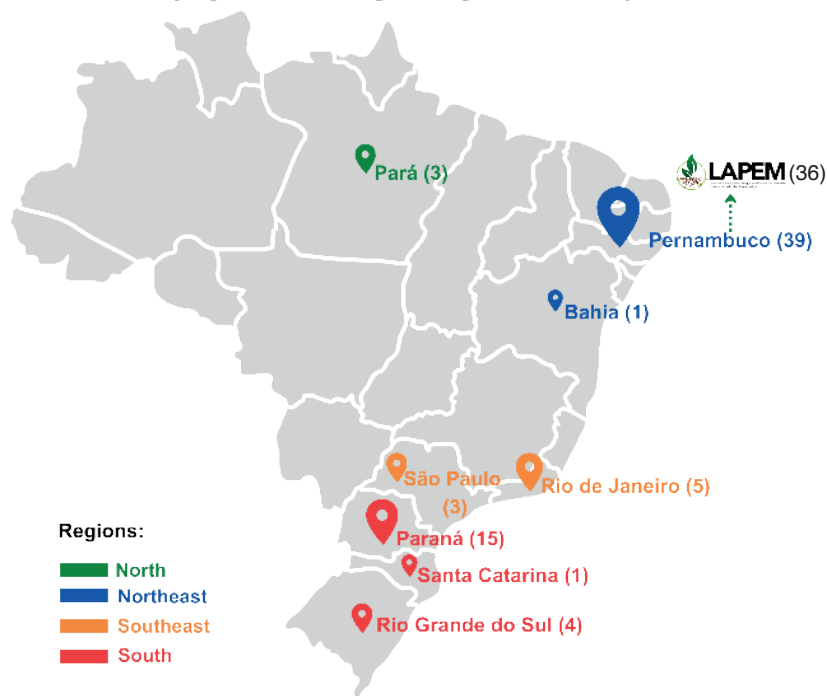 Pará (3)
LAPEM (36)
Pernambuco (39)
Bahia (1)
São Paulo
(3)
Rio de Janeiro (5)
Paraná (15)
Santa Catarina (1)
Rio Grande do Sul (4)
Regions:
North
Northeast
Southeast
South